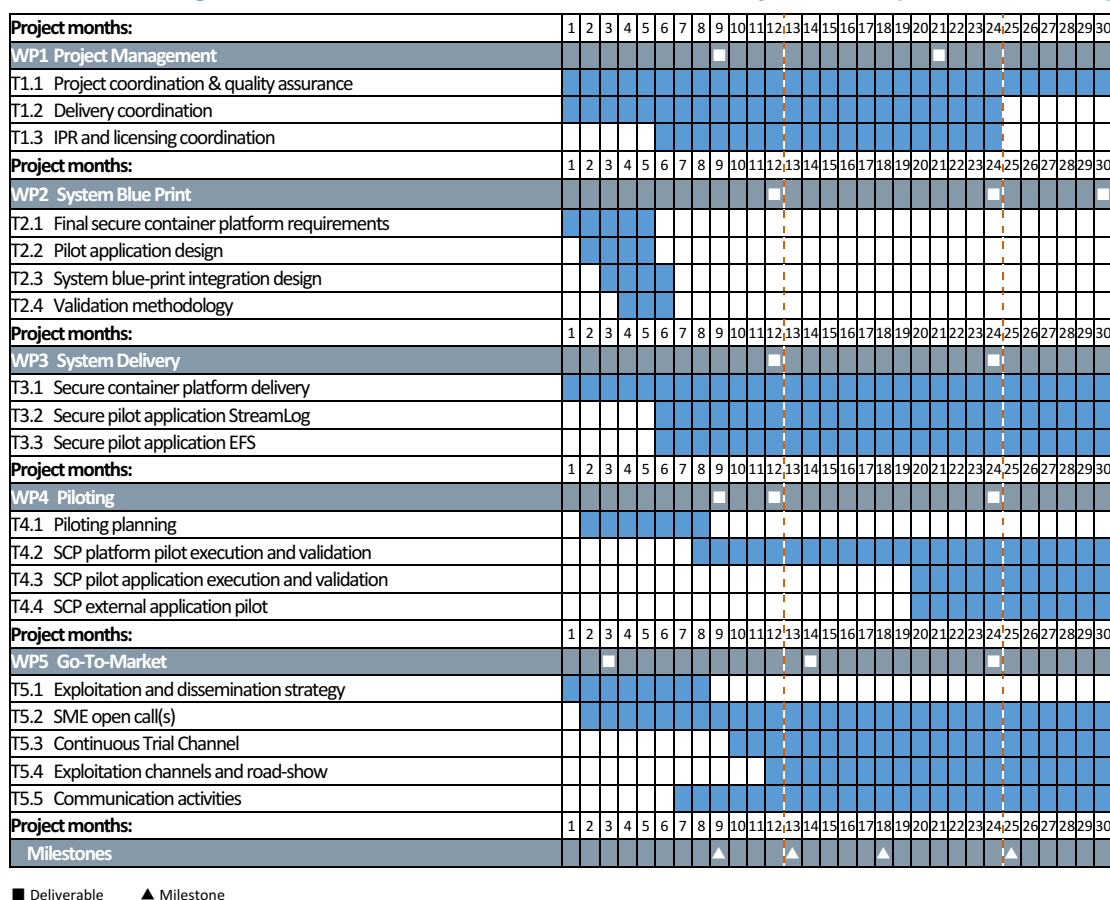 Project months: 1 2 3 4 5 6 7 8 9 10 11 12 13 14 15 16 17 18 19 20 21 22 23 24 25 26 27 28 29 30
WP1 Project Management
T1.1 Project coordination & quality assurance
T1.2 Delivery coordination
T1.3 IPR and licensing coordination
Project months: 1 2 3 4 5 6 7 8 9 10 11 12 13 14 15 16 17 18 19 20 21 22 23 24 25 26 27 28 29 30
WP2 System Blue Print
T2.1 Final secure container platform requirements
T2.2 Pilot application design
T2.3 System blue-print integration design
T2.4 Validation methodology
Project months: 1 2 3 4 5 6 7 8 9 10 11 12 13 14 15 16 17 18 19 20 21 22 23 24 25 26 27 28 29 30
WP3 System Delivery
T3.1 Secure container platform delivery
T3.2 Secure pilot application StreamLog
T3.3 Secure pilot application EFS
Project months: 1 2 3 4 5 6 7 8 9 10 11 12 13 14 15 16 17 18 19 20 21 22 23 24 25 26 27 28 29 30
WP4 Piloting
T4.1 Piloting planning
T4.2 SCP platform pilot execution and validation
T4.3 SCP pilot application execution and validation
T4.4 SCP external application pilot
Project months: 1 2 3 4 5 6 7 8 9 10 11 12 13 14 15 16 17 18 19 20 21 22 23 24 25 26 27 28 29 30
WP5 Go-To-Market
T5.1 Exploitation and dissemination strategy
T5.2 SME open call(s)
T5.3 Continuous Trial Channel
T5.4 Exploitation channels and road-show
T5.5 Communication activities
Project months: 1 2 3 4 5 6 7 8 9 10 11 12 13 14 15 16 17 18 19 20 21 22 23 24 25 26 27 28 29 30
Milestones
■ Deliverable ▲ Milestone